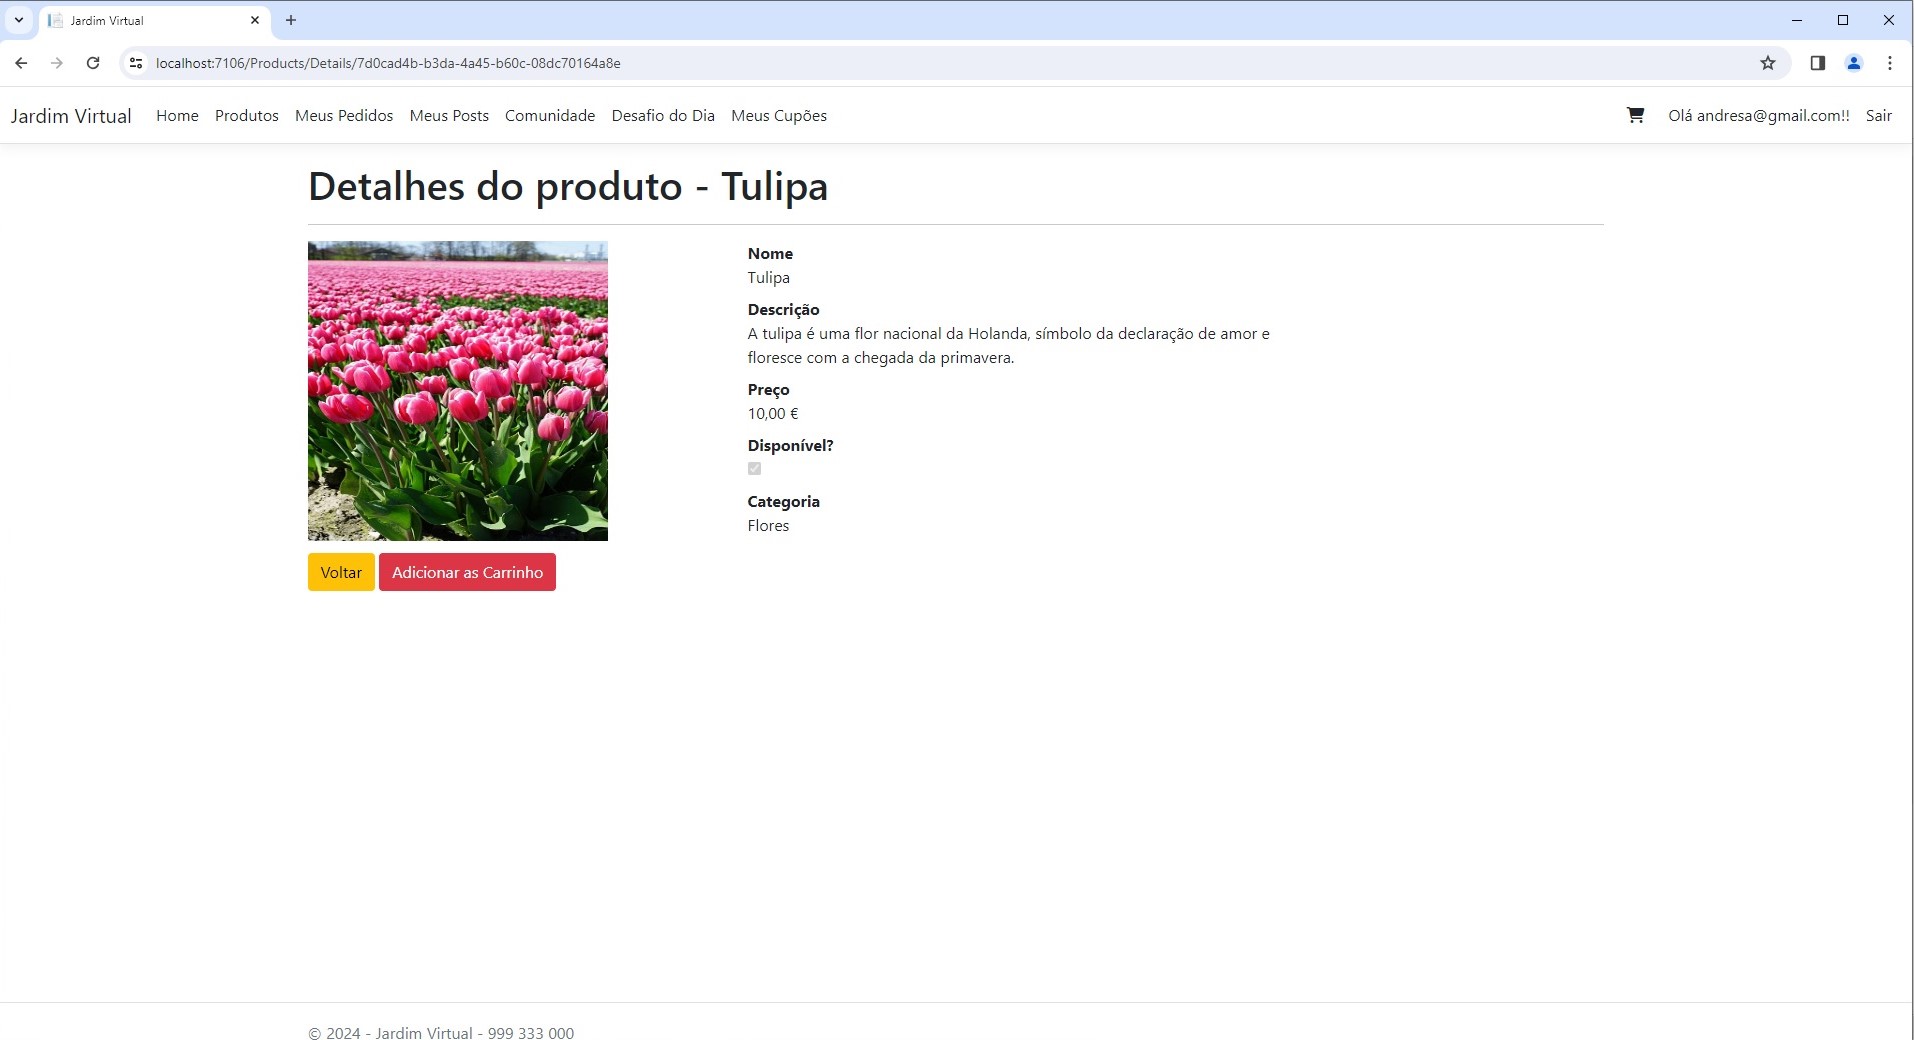 Jardim Virtual
localhost:7106/Products/Details/7d0cad4b-b3da-4a45-b60c-08dc70164a8e
Jardim Virtual Home Produtos Meus Pedidos Meus Posts Comunidade Desafio do Dia Meus Cupões Olá andresa@gmail.com!! Sair
Detalhes do produto - Tulipa
Nome
Tulipa
Descrição
A tulipa é uma flor nacional da Holanda, símbolo da declaração de amor e
floresce com a chegada da primavera.
Preço
10,00 €
Disponível?
Categoria
Flores
Voltar Adicionar as Carrinho
© 2024 - Jardim Virtual - 999 333 000